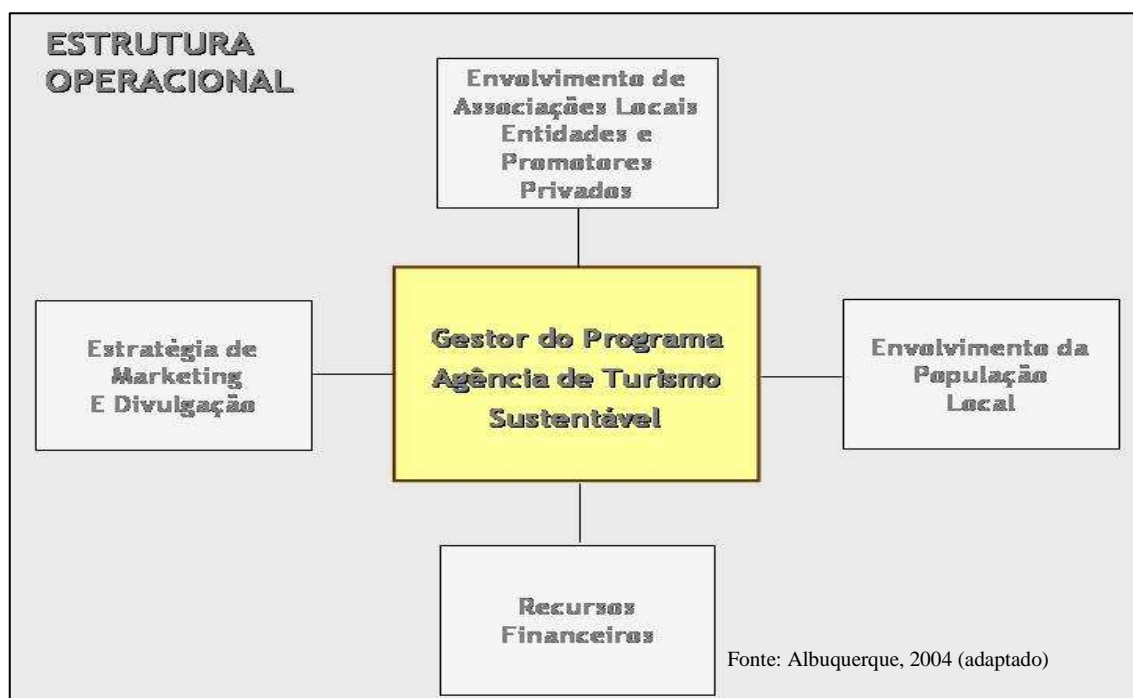 ESTRUTURA
OPERACIONAL
Envolvimento de
Associações Locais
Entidades e
Promotores
Privados
Estratégia de
Marketing
E Divulgação
Gestor do Programa
Agência de Turismo
Sustentável
Envolvimento da
População
Local
Recursos
Financeiros
Fonte: Albuquerque, 2004 (adaptado)